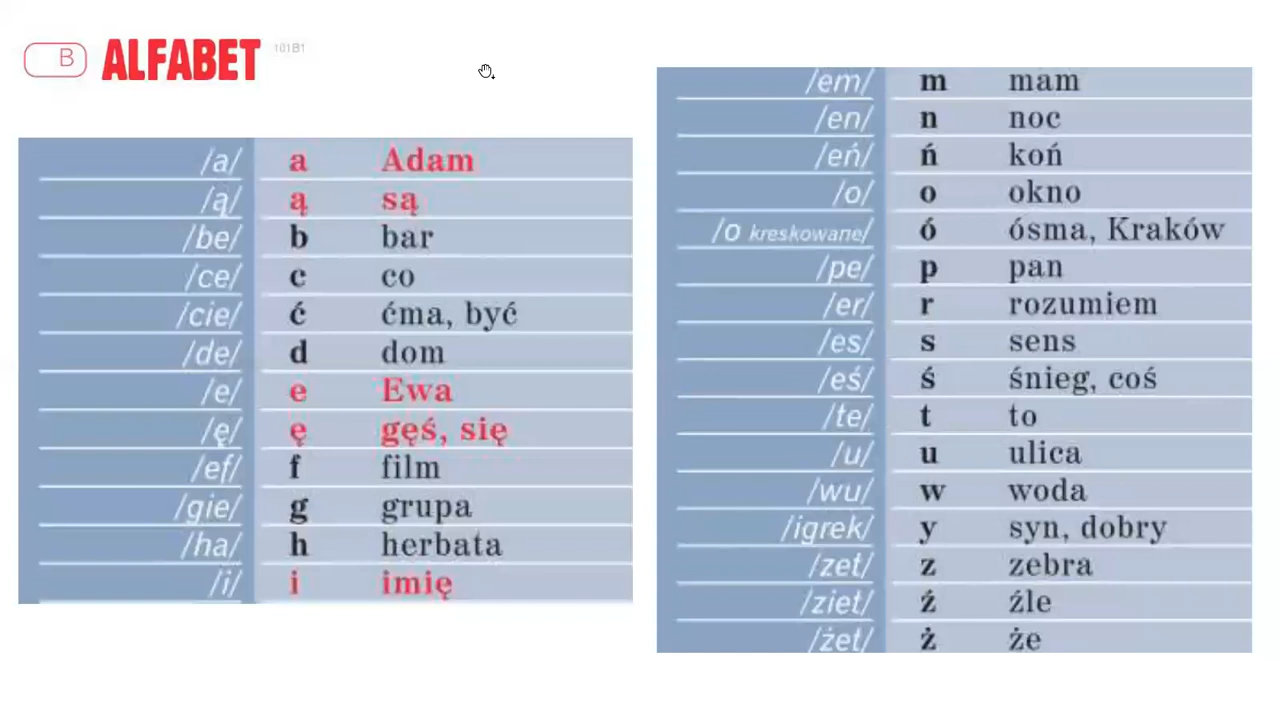 B ALFABET 101B1
/a/ a Adam
/ą/ ą są
/be/ b bar
/ce/ c co
/cie/ ć ćma, być
/de/ d dom
/e/ e Ewa
/ę/ ę gęś, się
/ef/ f film
/gie/ g grupa
/ha/ h herbata
/i/ i imię
/em/ m mam
/en/ n noc
/eń/ ń koń
/o/ o okno
/o kreskowane/ ó ósma, Kraków
/pe/ p pan
/er/ r rozumiem
/es/ s sens
/eś/ ś śnieg, coś
/te/ t to
/u/ u ulica
/wu/ w woda
/igrek/ y syn, dobry
/zet/ z zebra
/ziet/ ź źle
/żet/ ż że